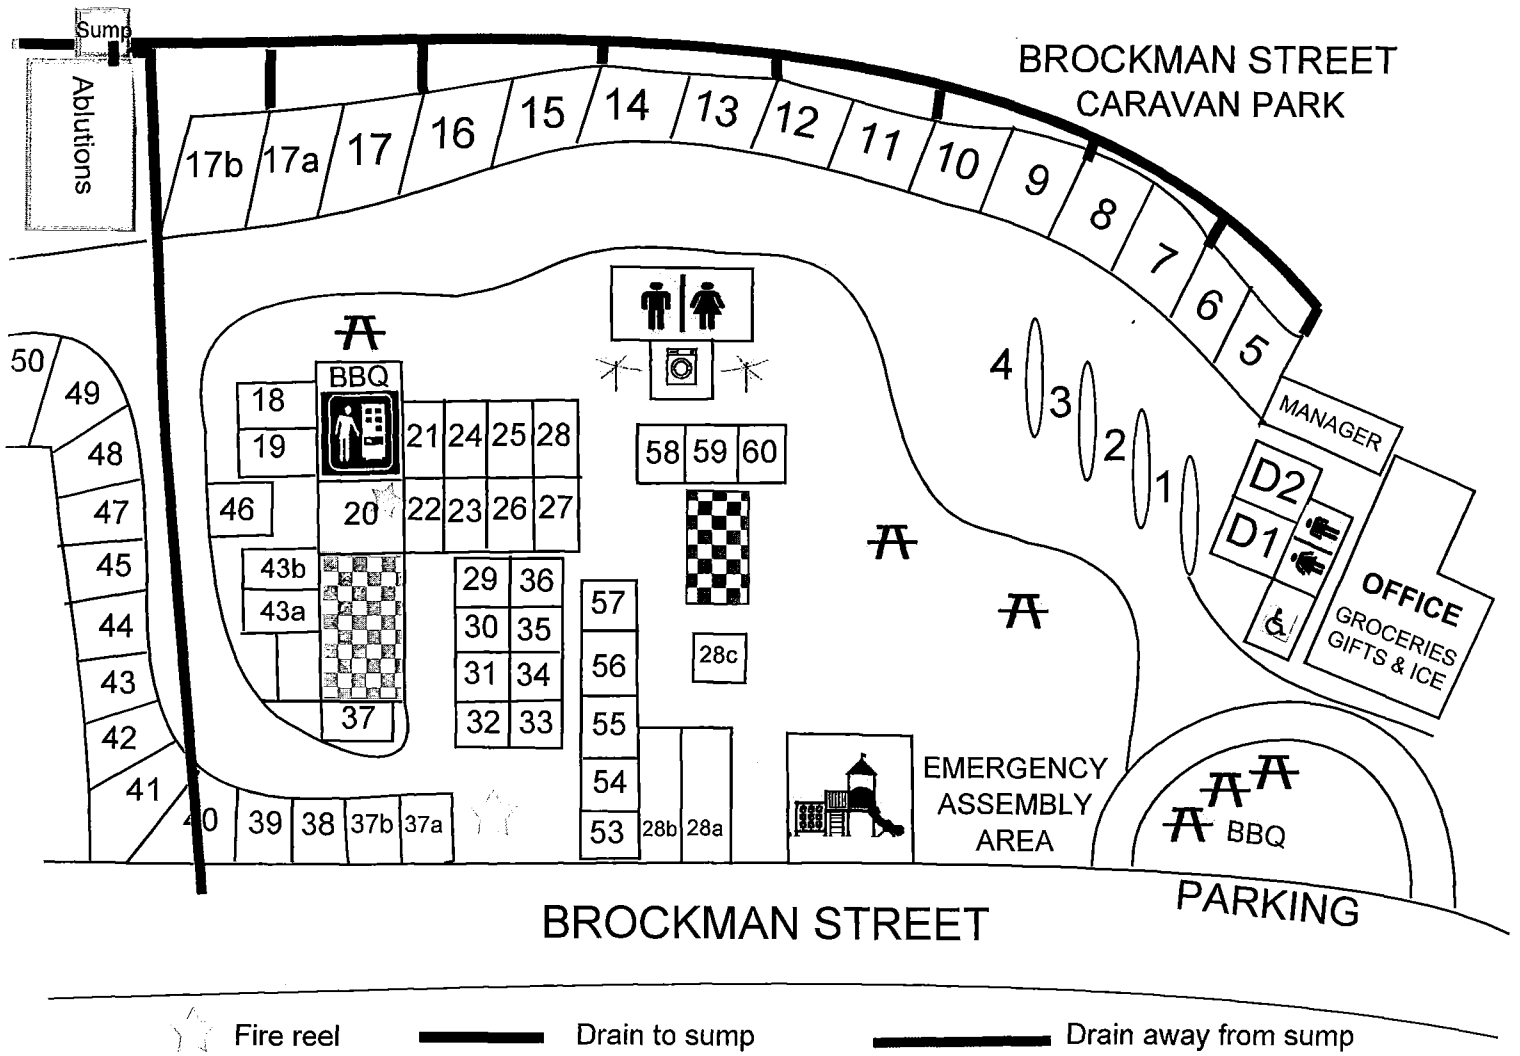 Sump
BROCKMAN STREET
CARAVAN PARK
Ablutions
17b
17a
17
16
15
14
13
12
11
10
9
8
7
6
5
4
3
2
1
MANAGER
D2
D1
OFFICE
GROCERIES
GIFTS & ICE
50
49
48
47
45
44
43
42
41
40
39
38
37b
37a
BBQ
18
19
46
20
21
24
25
28
22
23
26
27
43b
43a
37
29
36
30
35
31
34
32
33
58
59
60
57
56
55
54
53
28c
28b
28a
EMERGENCY
ASSEMBLY
AREA
BBQ
PARKING
BROCKMAN STREET
Fire reel
Drain to sump
Drain away from sump